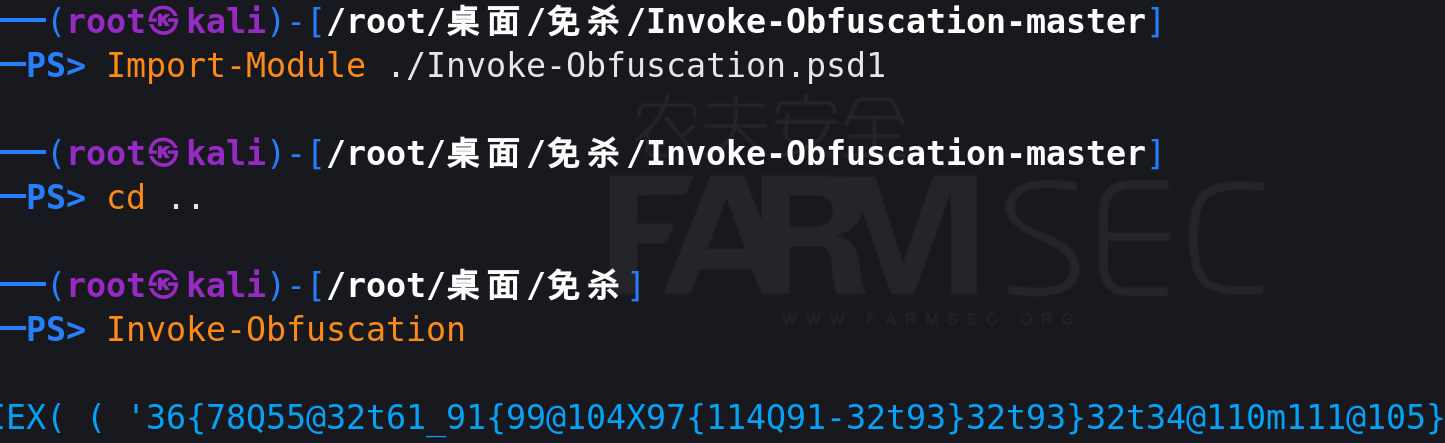 (root㉿kali)-[/root/桌面/免杀/Invoke-Obfuscation-master]
PS> Import-Module ./Invoke-Obfuscation.psd1
农夫安全
(root㉿kali)-[/root/桌面/免杀/Invoke-Obfuscation-master]
FARMSEC
PS> cd ..
(root㉿kali)-[/root/桌面/免杀]
WWW.FARMSEC.ORG
PS> Invoke-Obfuscation
IEX( ( '36{78Q55@32t61_91{99@104X97{114Q91-32t93}32t93}32t34@110m111@105}